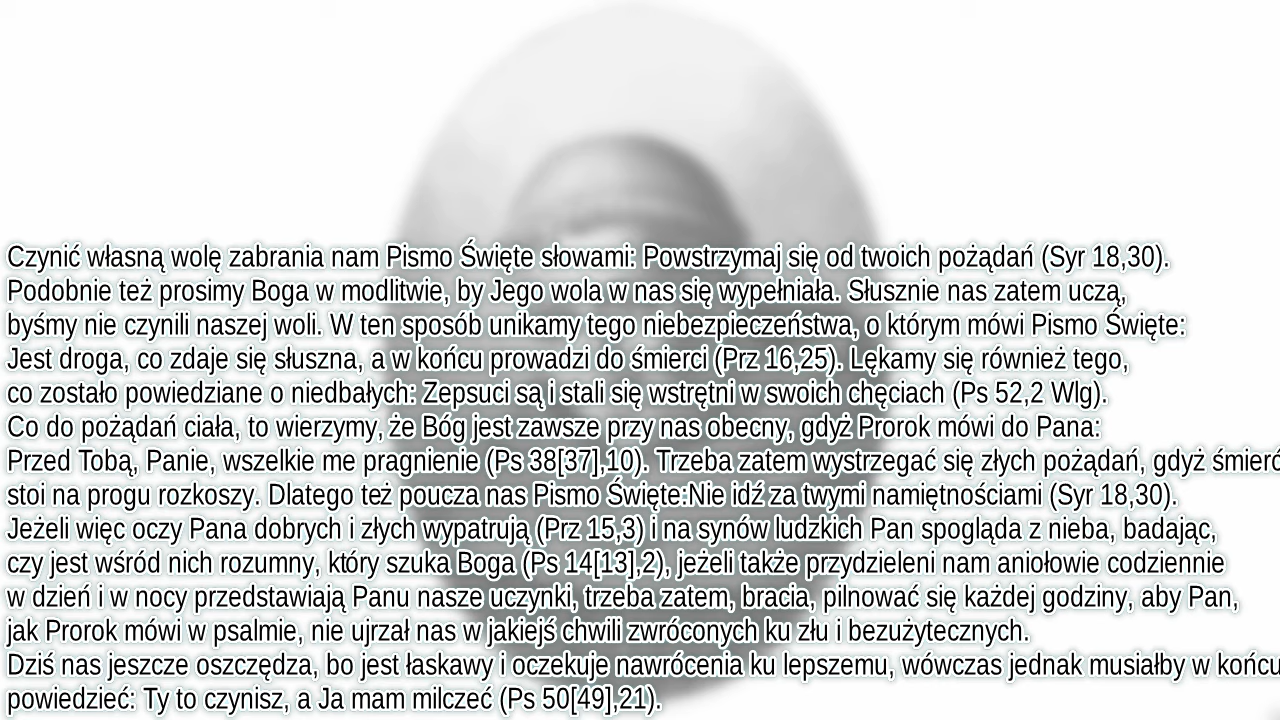 Czynić własną wolę zabrania nam Pismo Święte słowami: Powstrzymaj się od twoich pożądań (Syr 18,30).
Podobnie też prosimy Boga w modlitwie, by Jego wola w nas się wypełniała. Słusznie nas zatem uczą,
byśmy nie czynili naszej woli. W ten sposób unikamy tego niebezpieczeństwa, o którym mówi Pismo Święte:
Jest droga, co zdaje się słuszna, a w końcu prowadzi do śmierci (Prz 16,25). Lękamy się również tego,
co zostało powiedziane o niedbałych: Zepsuci są i stali się wstrętni w swoich chęciach (Ps 52,2 Wlg).
Co do pożądań ciała, to wierzymy, że Bóg jest zawsze przy nas obecny, gdyż Prorok mówi do Pana:
Przed Tobą, Panie, wszelkie me pragnienie (Ps 38[37],10). Trzeba zatem wystrzegać się złych pożądań, gdyż śmierć
stoi na progu rozkoszy. Dlatego też poucza nas Pismo Święte:Nie idź za twymi namiętnościami (Syr 18,30).
Jeżeli więc oczy Pana dobrych i złych wypatrują (Prz 15,3) i na synów ludzkich Pan spogląda z nieba, badając,
czy jest wśród nich rozumny, który szuka Boga (Ps 14[13],2), jeżeli także przydzieleni nam aniołowie codziennie
w dzień i w nocy przedstawiają Panu nasze uczynki, trzeba zatem, bracia, pilnować się każdej godziny, aby Pan,
jak Prorok mówi w psalmie, nie ujrzał nas w jakiejś chwili zwróconych ku złu i bezużytecznych.
Dziś nas jeszcze oszczędza, bo jest łaskawy i oczekuje nawrócenia ku lepszemu, wówczas jednak musiałby w końcu
powiedzieć: Ty to czynisz, a Ja mam milczeć (Ps 50[49],21).